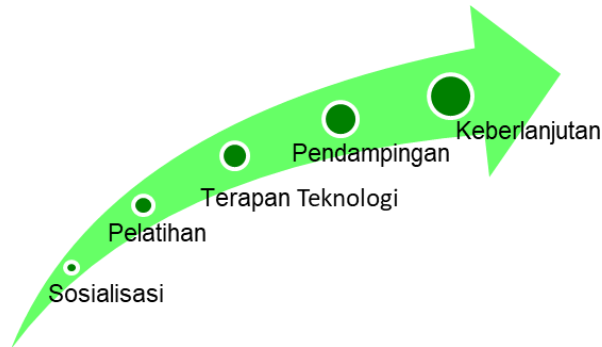 Keberlanjutan
Pendampingan
Terapan Teknologi
Pelatihan
Sosialisasi